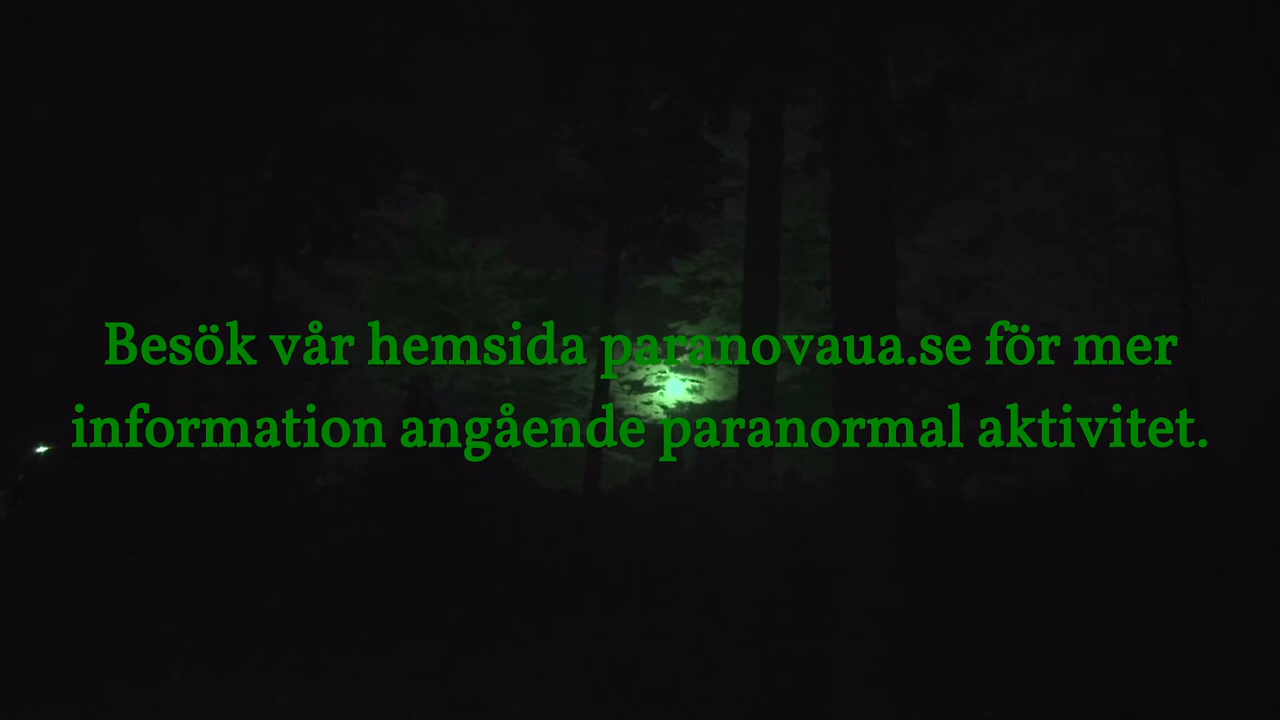 Besök vår hemsida paranovaua.se för mer
information angående paranormal aktivitet.